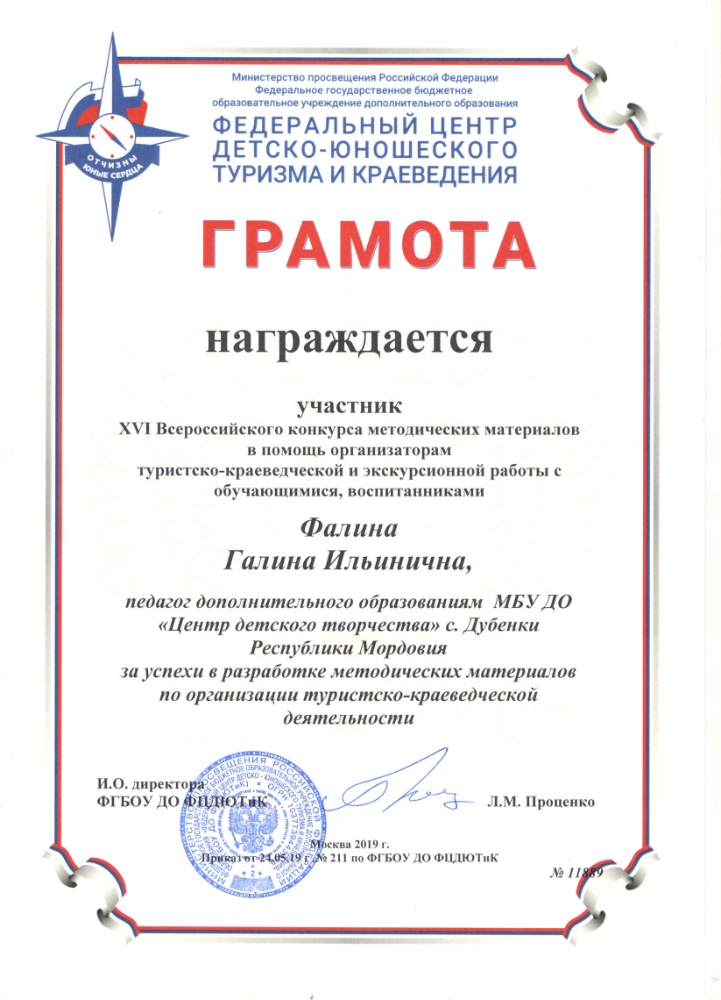 Министерство просвещения Российской Федерации
Федеральное государственное бюджетное
образовательное учреждение дополнительного образования
ФЕДЕРАЛЬНЫЙ ЦЕНТР
ДЕТСКО-ЮНОШЕСКОГО
ТУРИЗМА И КРАЕВЕДЕНИЯ
ОТЧИЗНЫ
ЮНЫЕ СЕРДЦА
ГРАМОТА
награждается
участник
XVI Всероссийского конкурса методических материалов
в помощь организаторам
туристско-краеведческой и экскурсионной работы с
обучающимися, воспитанниками
Фалина
Галина Ильинична,
педагог дополнительного образованиям МБУ ДО
«Центр детского творчества» с. Дубенки
Республики Мордовия
за успехи в разработке методических материалов
по организации туристско-краеведческой
деятельности
И.О. директора
ФГБОУ ДО ФЦДЮТиК
Л.М. Проценко
Москва 2019 г.
Приказ от 24.05.19 г. № 211 по ФГБОУ ДО ФЦДЮТиК
№ 11889